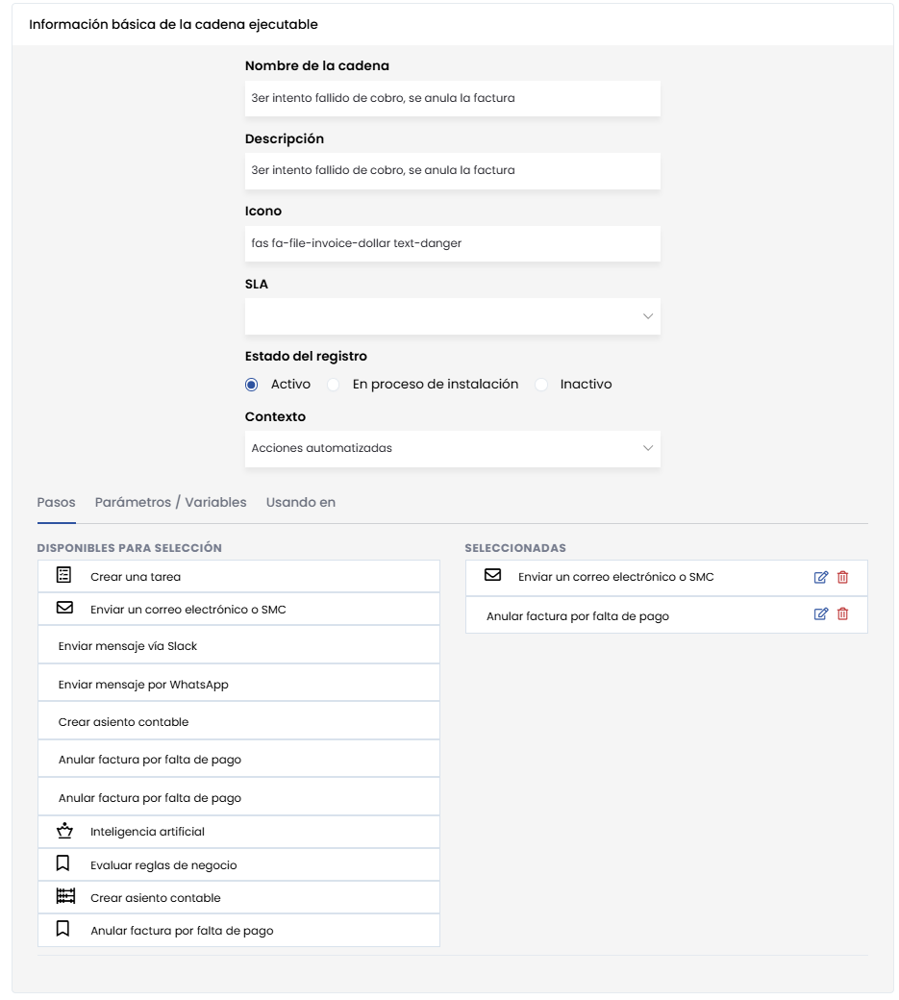 Información básica de la cadena ejecutable
Nombre de la cadena
3er intento fallido de cobro, se anula la factura
Descripción
3er intento fallido de cobro, se anula la factura
Icono
fas fa-file-invoice-dollar text-danger
SLA
Estado del registro
Activo En proceso de instalación Inactivo
Contexto
Acciones automatizadas
Pasos Parámetros / Variables Usando en
DISPONIBLES PARA SELECCIÓN
Crear una tarea
Enviar un correo electrónico o SMC
Enviar mensaje vía Slack
Enviar mensaje por WhatsApp
Crear asiento contable
Anular factura por falta de pago
Anular factura por falta de pago
Inteligencia artificial
Evaluar reglas de negocio
Crear asiento contable
Anular factura por falta de pago
SELECCIONADAS
Enviar un correo electrónico o SMC
Anular factura por falta de pago